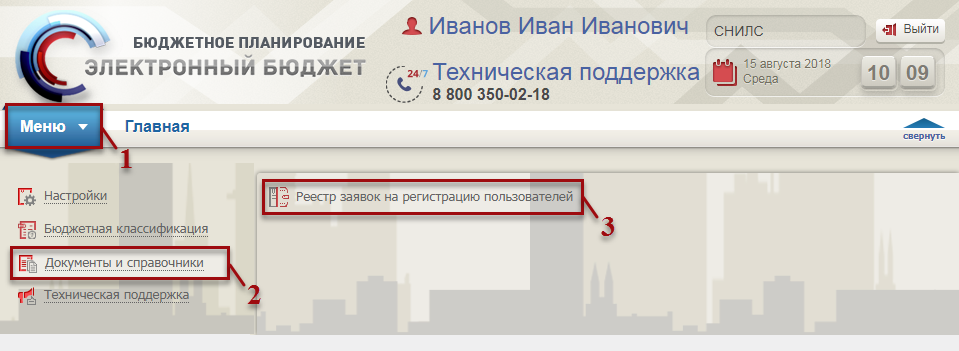 БЮДЖЕТНОЕ ПЛАНИРОВАНИЕ
ЭЛЕКТРОННЫЙ БЮДЖЕТ
Иванов Иван Иванович
СНИЛС
Выйти
24/7
Техническая поддержка
8 800 350-02-18
15 августа 2018
Среда
10 09
Меню
Главная
свернуть
1
Настройки
Бюджетная классификация
Документы и справочники
Техническая поддержка
2
Реестр заявок на регистрацию пользователей
3